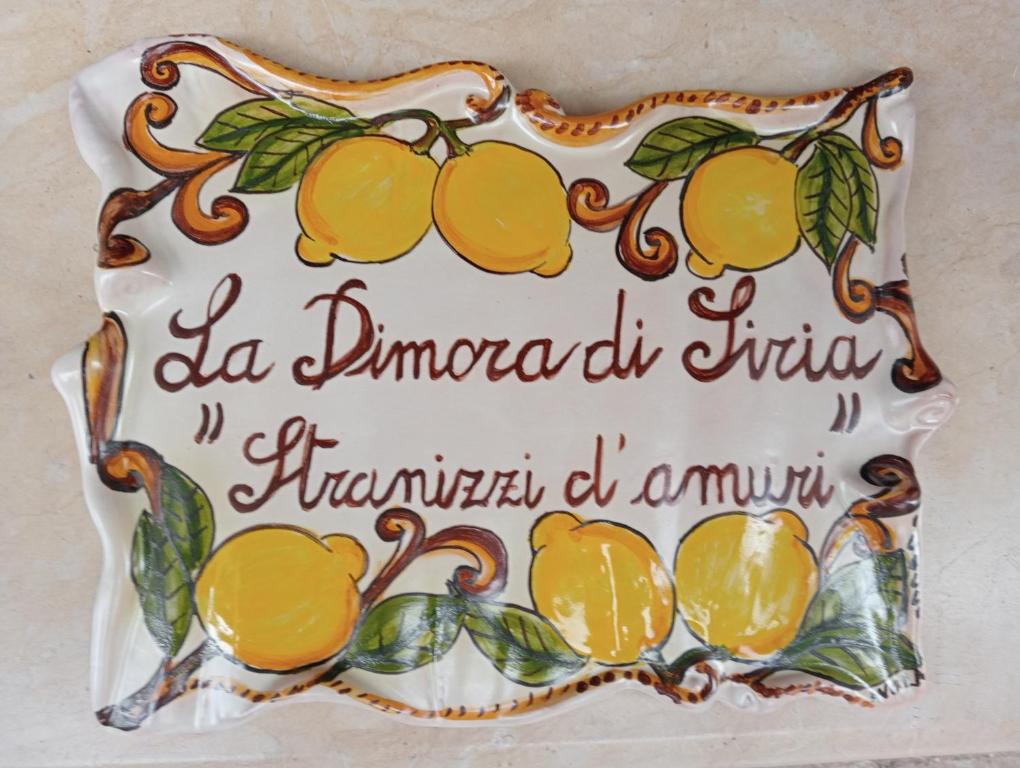 La Dimora di Siria
"Stranizzi d'amuri"